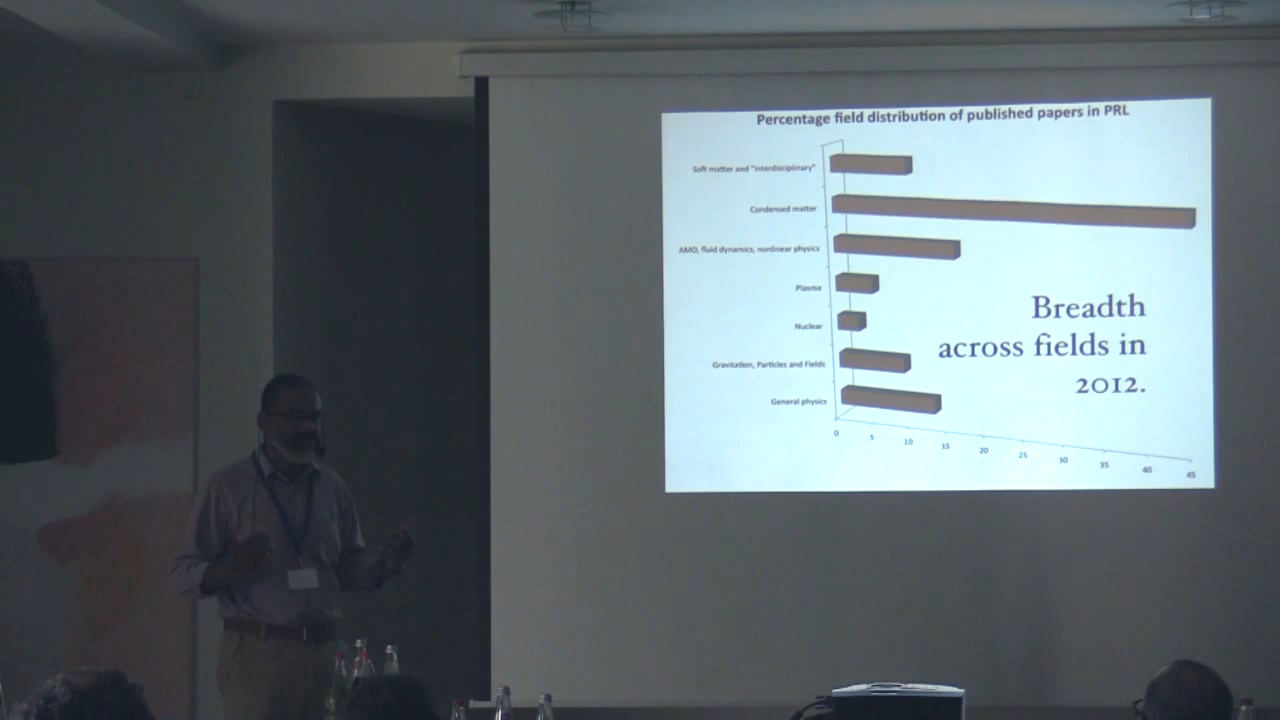 Percentage field distribution of published papers in PRL
Soft matter and "interdisciplinary"
Condensed matter
AMO, fluid dynamics, nonlinear physics
Plasma
Nuclear
Gravitation, Particles and Fields
General physics
0 5 10 15 20 25 30 35 40 45
Breadth
across fields in
2012.